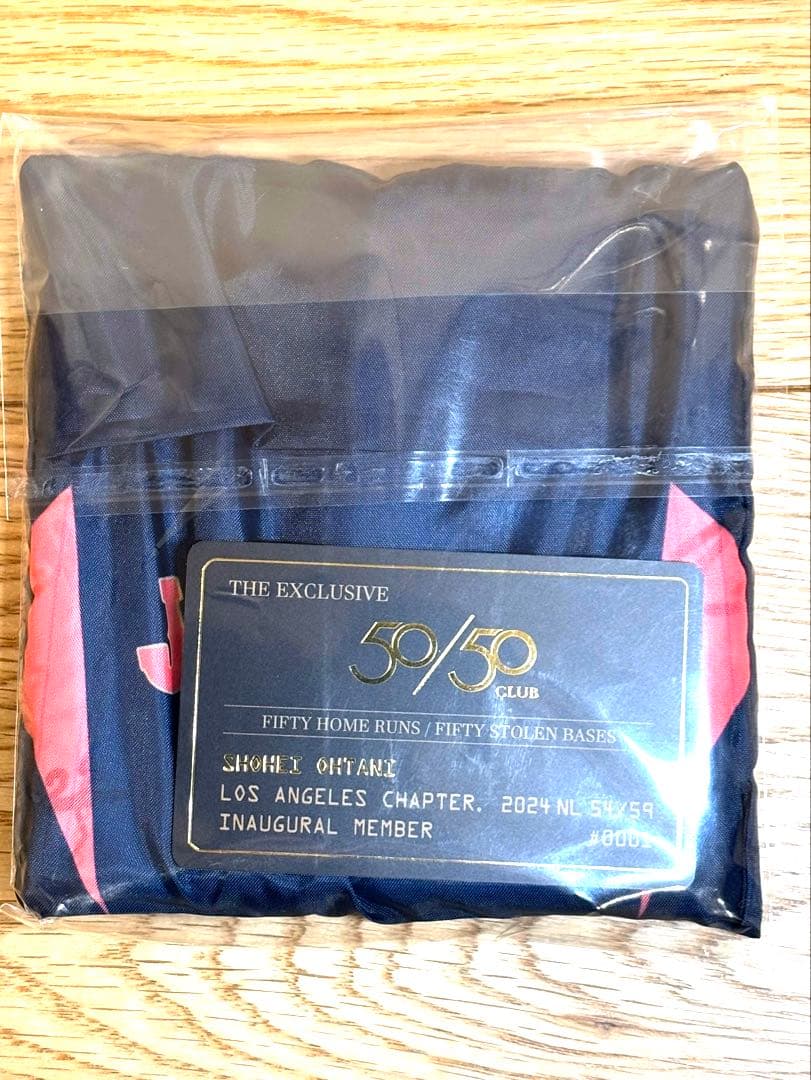 J
THE EXCLUSIVE
50/50
CLUB
FIFTY HOME RUNS / FIFTY STOLEN BASES
SHOHEI OHTANI
LOS ANGELES CHAPTER. 2024 NL 54/59
INAUGURAL MEMBER #0001